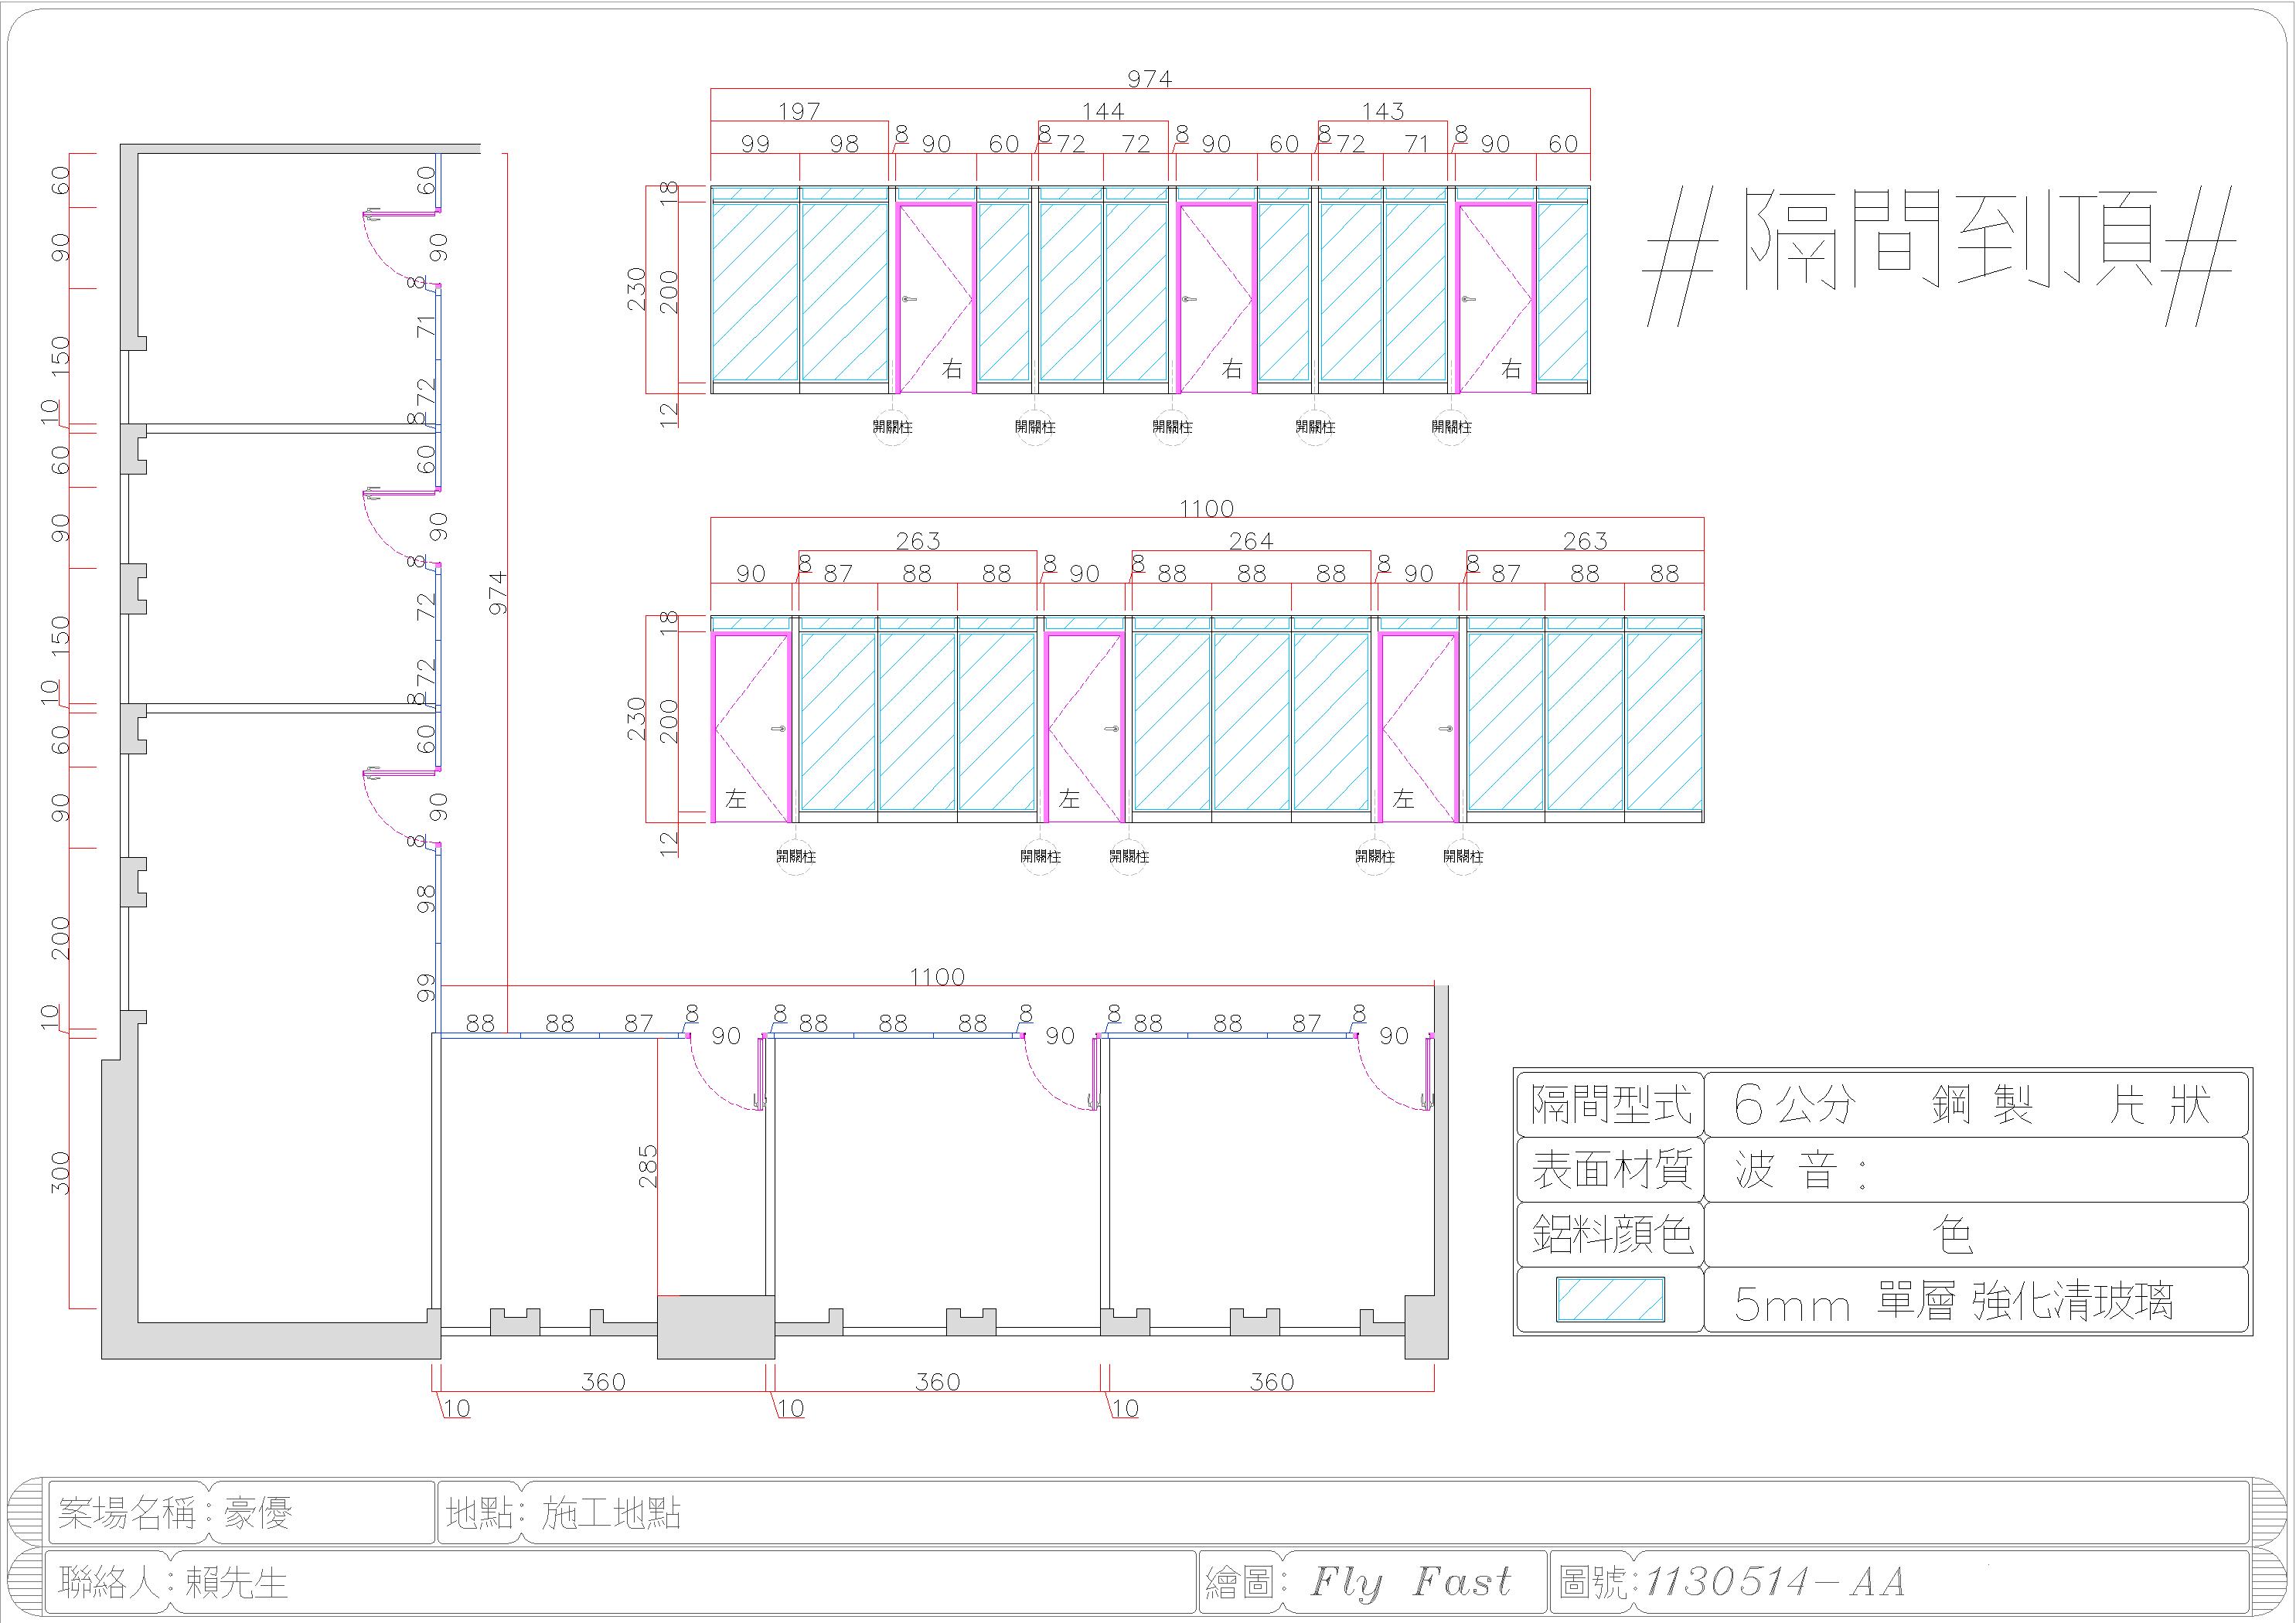 974
197 144 143
99 98 8 90 60 8 72 72 8 90 60 8 72 71 8 90 60
18
230 200
12
右 右 右
開關柱 開關柱 開關柱 開關柱 開關柱
#隔間到頂#
1100
263 264 263
90 8 87 88 88 8 90 8 88 88 88 8 90 8 87 88 88
18
230 200
12
左 左 左
開關柱 開關柱 開關柱 開關柱 開關柱
60
90
150
10
60
90
150
10
60
90
200
10
300
60
90
8
71
72
8
60
90
8
72
72
8
60
90
8
98
99
974
1100
88 88 87 8 90 8 88 88 88 8 90 8 88 88 87 8 90
285
360 360 360
10 10 10
隔間型式 6公分 鋼製 片狀
表面材質 波音:
鋁料顏色 色
5mm 單層 強化清玻璃
案場名稱:豪優 地點: 施工地點
聯絡人:賴先生 繪圖: Fly Fast 圖號:1130514-AA